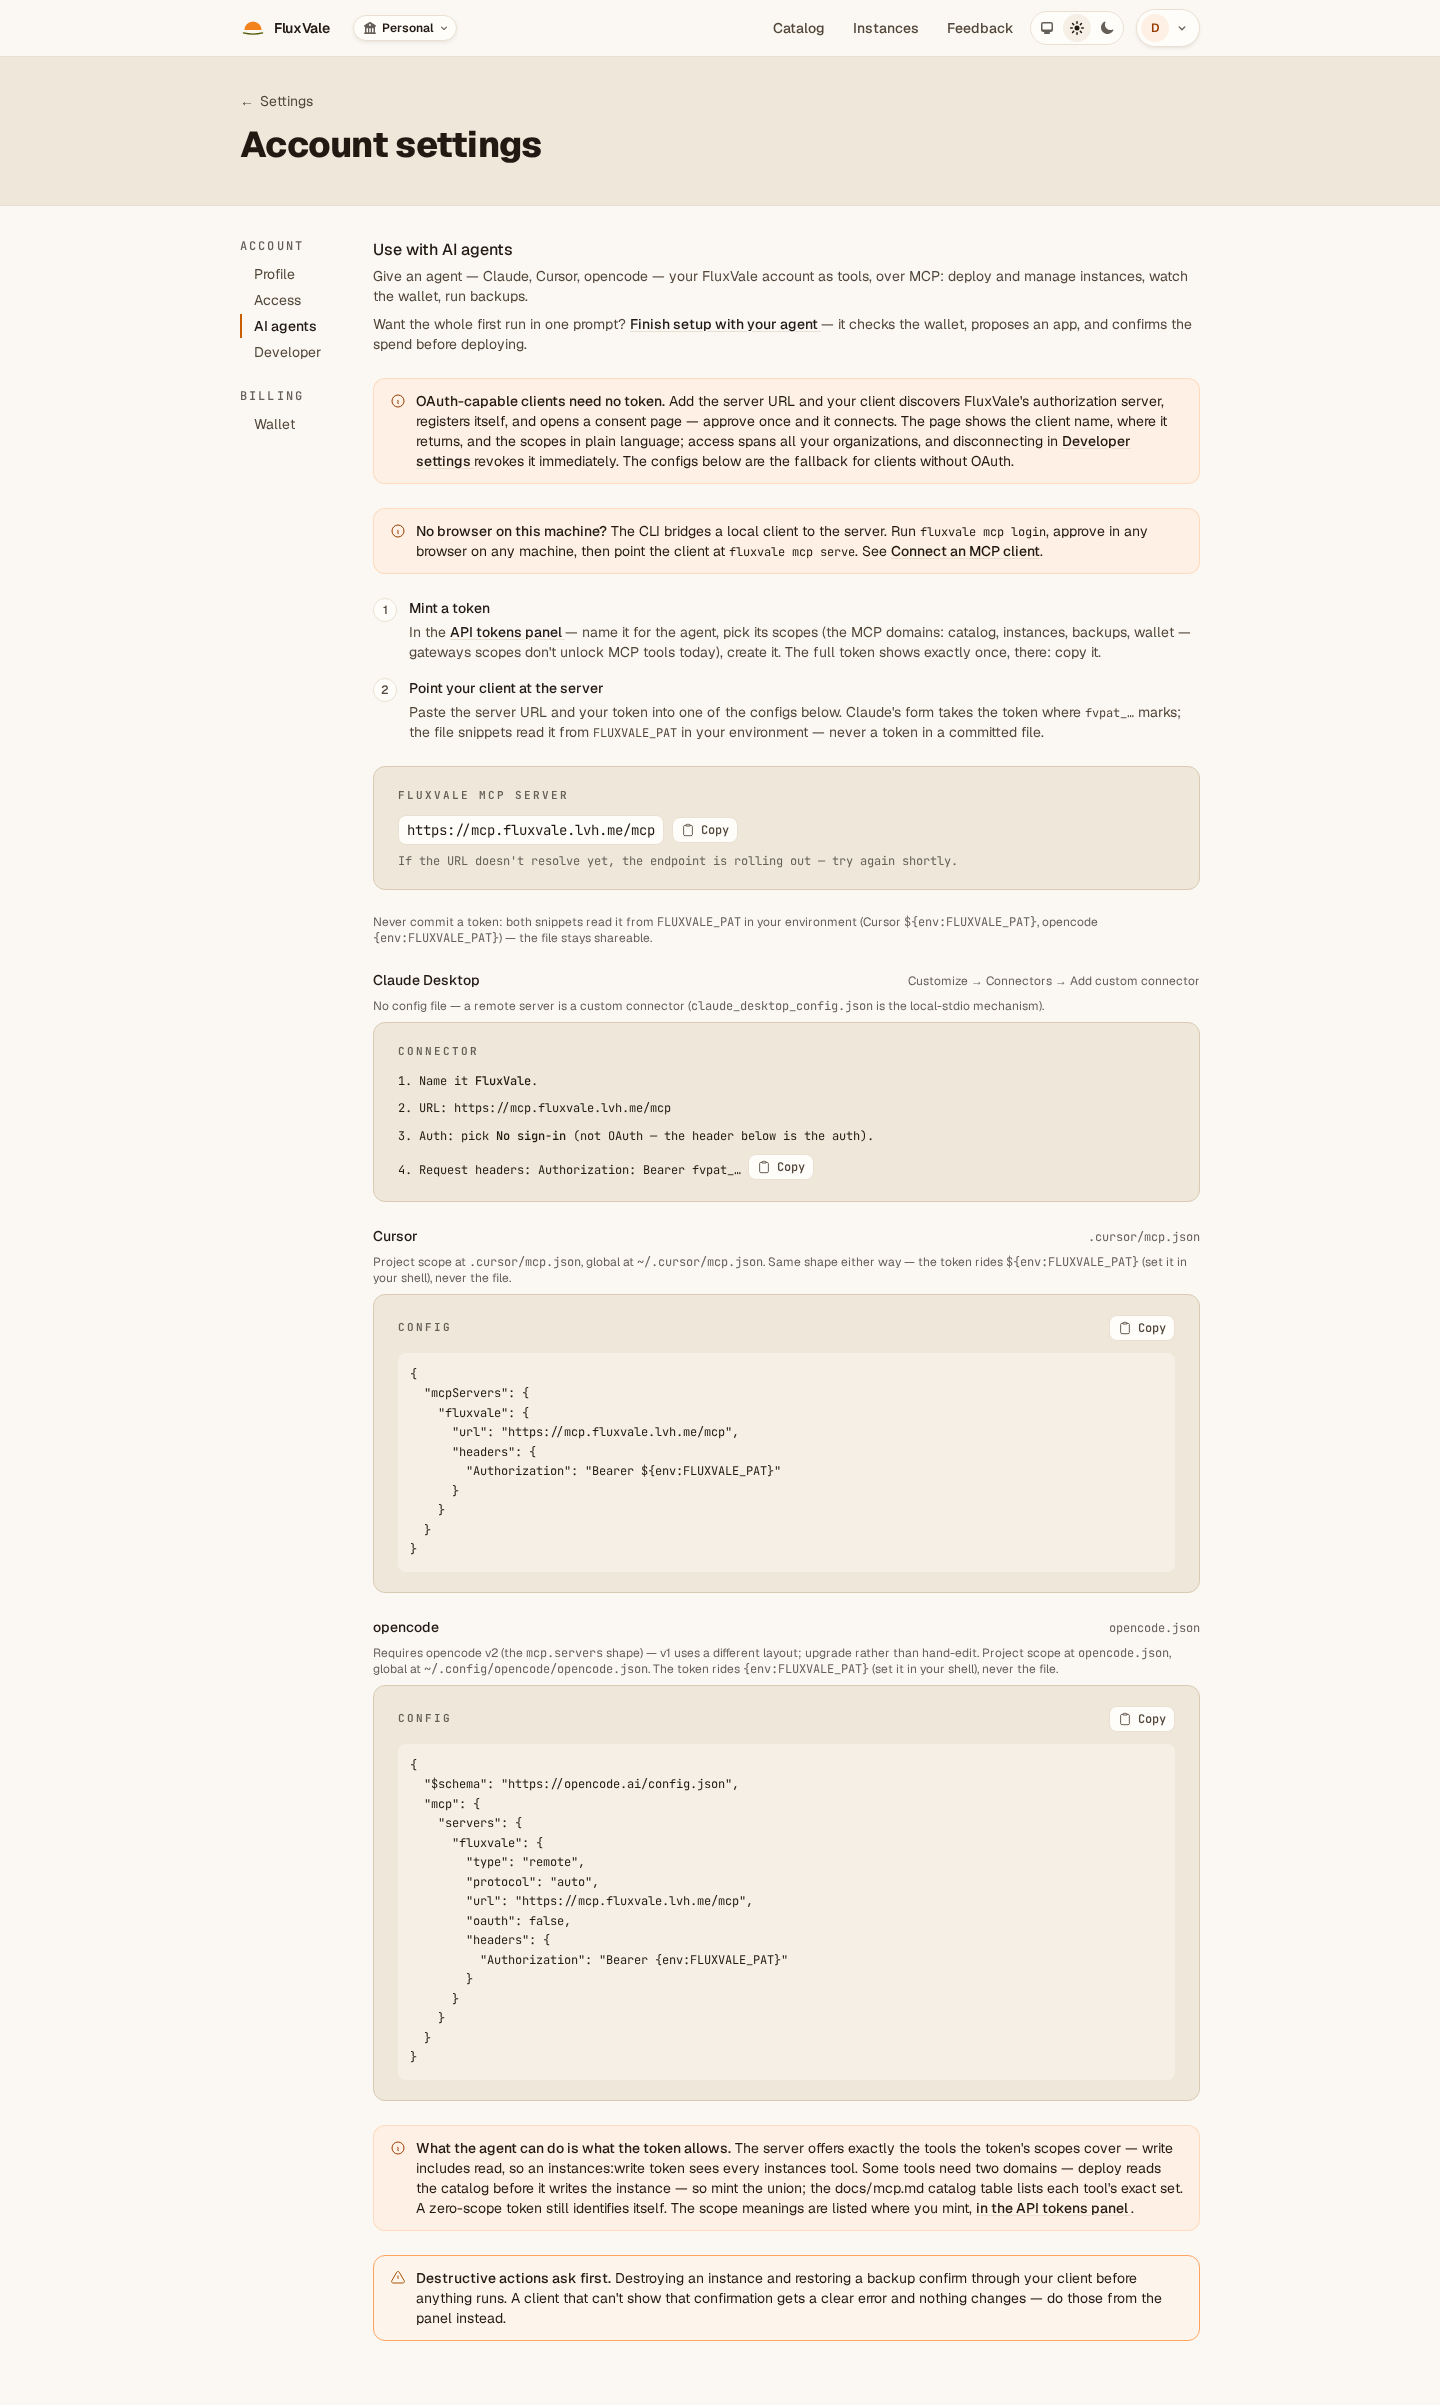 FluxVale
Personal
Catalog
Instances
Feedback
D
← Settings
Account settings
ACCOUNT
Profile
Access
AI agents
Developer
BILLING
Wallet
Use with AI agents
Give an agent — Claude, Cursor, opencode — your FluxVale account as tools, over MCP: deploy and manage instances, watch
the wallet, run backups.
Want the whole first run in one prompt? Finish setup with your agent — it checks the wallet, proposes an app, and confirms the
spend before deploying.
OAuth-capable clients need no token. Add the server URL and your client discovers FluxVale's authorization server,
registers itself, and opens a consent page — approve once and it connects. The page shows the client name, where it
returns, and the scopes in plain language; access spans all your organizations, and disconnecting in Developer
settings revokes it immediately. The configs below are the fallback for clients without OAuth.
No browser on this machine? The CLI bridges a local client to the server. Run fluxvale mcp login, approve in any
browser on any machine, then point the client at fluxvale mcp serve. See Connect an MCP client.
1
Mint a token
In the API tokens panel — name it for the agent, pick its scopes (the MCP domains: catalog, instances, backups, wallet —
gateways scopes don't unlock MCP tools today), create it. The full token shows exactly once, there: copy it.
2
Point your client at the server
Paste the server URL and your token into one of the configs below. Claude's form takes the token where fvpat_… marks;
the file snippets read it from FLUXVALE_PAT in your environment — never a token in a committed file.
FLUXVALE MCP SERVER
https://mcp.fluxvale.lvh.me/mcp
Copy
If the URL doesn't resolve yet, the endpoint is rolling out — try again shortly.
Never commit a token: both snippets read it from FLUXVALE_PAT in your environment (Cursor ${env:FLUXVALE_PAT}, opencode
{env:FLUXVALE_PAT}) — the file stays shareable.
Claude Desktop
Customize → Connectors → Add custom connector
No config file — a remote server is a custom connector (claude_desktop_config.json is the local-stdio mechanism).
CONNECTOR
1. Name it FluxVale.
2. URL: https://mcp.fluxvale.lvh.me/mcp
3. Auth: pick No sign-in (not OAuth — the header below is the auth).
4. Request headers: Authorization: Bearer fvpat_… Copy
Cursor
.cursor/mcp.json
Project scope at .cursor/mcp.json, global at ~/.cursor/mcp.json. Same shape either way — the token rides ${env:FLUXVALE_PAT} (set it in
your shell), never the file.
CONFIG
Copy
{
  "mcpServers": {
    "fluxvale": {
      "url": "https://mcp.fluxvale.lvh.me/mcp",
      "headers": {
        "Authorization": "Bearer ${env:FLUXVALE_PAT}"
      }
    }
  }
}
opencode
opencode.json
Requires opencode v2 (the mcp.servers shape) — v1 uses a different layout; upgrade rather than hand-edit. Project scope at opencode.json,
global at ~/.config/opencode/opencode.json. The token rides {env:FLUXVALE_PAT} (set it in your shell), never the file.
CONFIG
Copy
{
  "$schema": "https://opencode.ai/config.json",
  "mcp": {
    "servers": {
      "fluxvale": {
        "type": "remote",
        "protocol": "auto",
        "url": "https://mcp.fluxvale.lvh.me/mcp",
        "oauth": false,
        "headers": {
          "Authorization": "Bearer {env:FLUXVALE_PAT}"
        }
      }
    }
  }
}
What the agent can do is what the token allows. The server offers exactly the tools the token's scopes cover — write
includes read, so an instances:write token sees every instances tool. Some tools need two domains — deploy reads
the catalog before it writes the instance — so mint the union; the docs/mcp.md catalog table lists each tool's exact set.
A zero-scope token still identifies itself. The scope meanings are listed where you mint, in the API tokens panel .
Destructive actions ask first. Destroying an instance and restoring a backup confirm through your client before
anything runs. A client that can't show that confirmation gets a clear error and nothing changes — do those from the
panel instead.